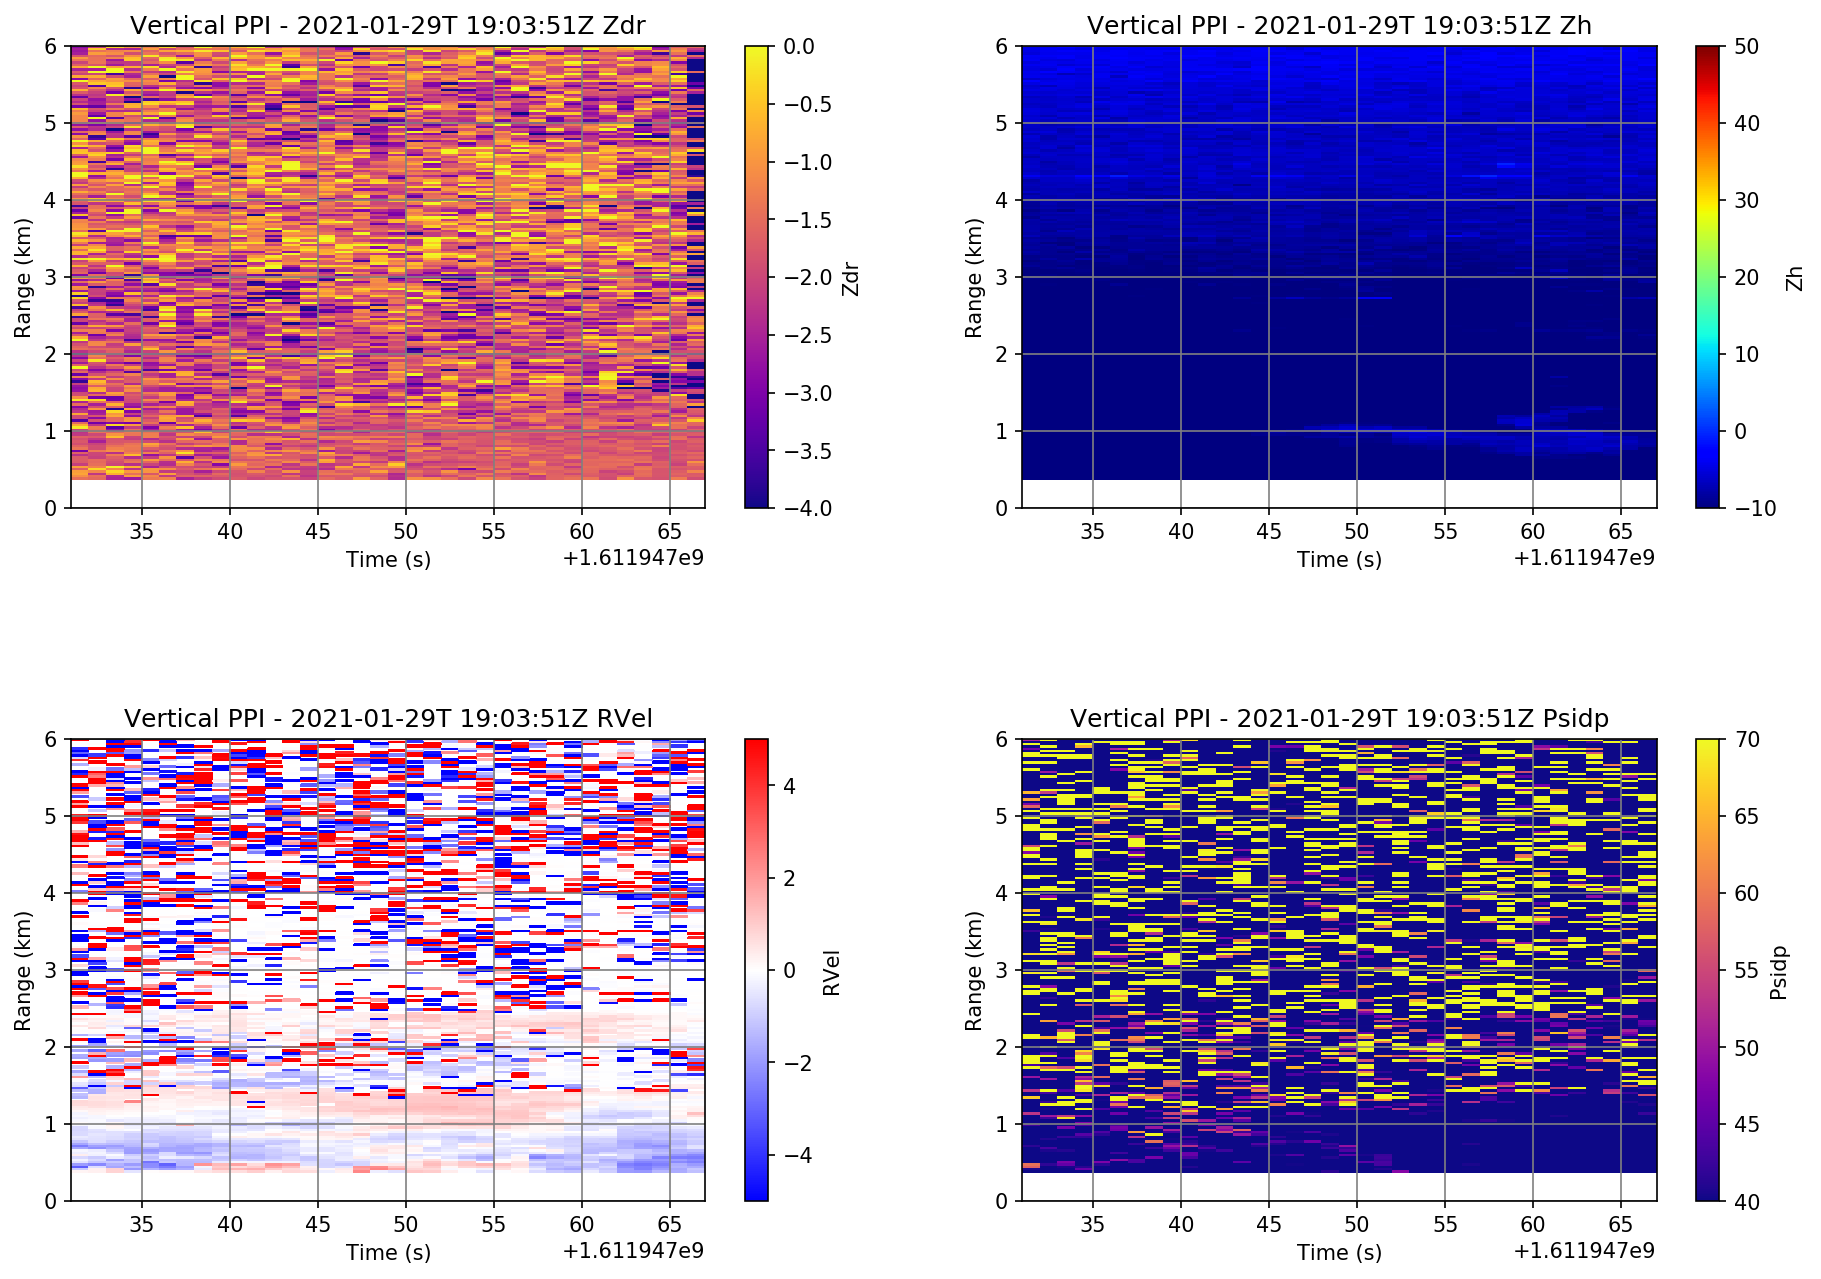 Vertical PPI - 2021-01-29T 19:03:51Z Zdr
6
5
4
3
2
1
0
Range (km)
35 40 45 50 55 60 65
Time (s)
+1.611947e9
0.0
−0.5
−1.0
−1.5
−2.0
−2.5
−3.0
−3.5
−4.0
Zdr
Vertical PPI - 2021-01-29T 19:03:51Z Zh
6
5
4
3
2
1
0
Range (km)
35 40 45 50 55 60 65
Time (s)
+1.611947e9
50
40
30
20
10
0
−10
Zh
Vertical PPI - 2021-01-29T 19:03:51Z RVel
6
5
4
3
2
1
0
Range (km)
35 40 45 50 55 60 65
Time (s)
+1.611947e9
4
2
0
−2
−4
RVel
Vertical PPI - 2021-01-29T 19:03:51Z Psidp
6
5
4
3
2
1
0
Range (km)
35 40 45 50 55 60 65
Time (s)
+1.611947e9
70
65
60
55
50
45
40
Psidp